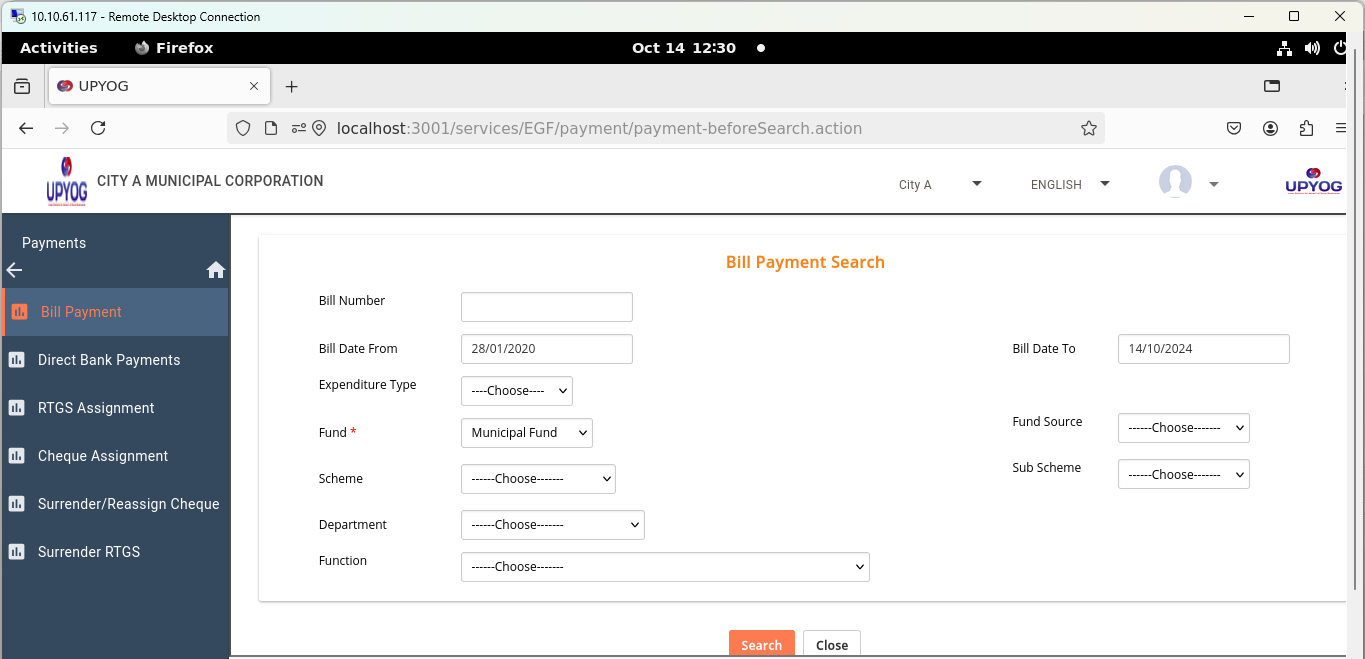 10.10.61.117 - Remote Desktop Connection
Activities Firefox Oct 14 12:30
UPYOG
localhost:3001/services/EGF/payment/payment-beforeSearch.action
UPYOG CITY A MUNICIPAL CORPORATION City A ENGLISH UPYOG
Payments
Bill Payment
Direct Bank Payments
RTGS Assignment
Cheque Assignment
Surrender/Reassign Cheque
Surrender RTGS
Bill Payment Search
Bill Number
Bill Date From 28/01/2020 Bill Date To 14/10/2024
Expenditure Type ----Choose----
Fund * Municipal Fund Fund Source ------Choose-------
Scheme ------Choose------- Sub Scheme ------Choose-------
Department ------Choose-------
Function ------Choose-------
Search Close